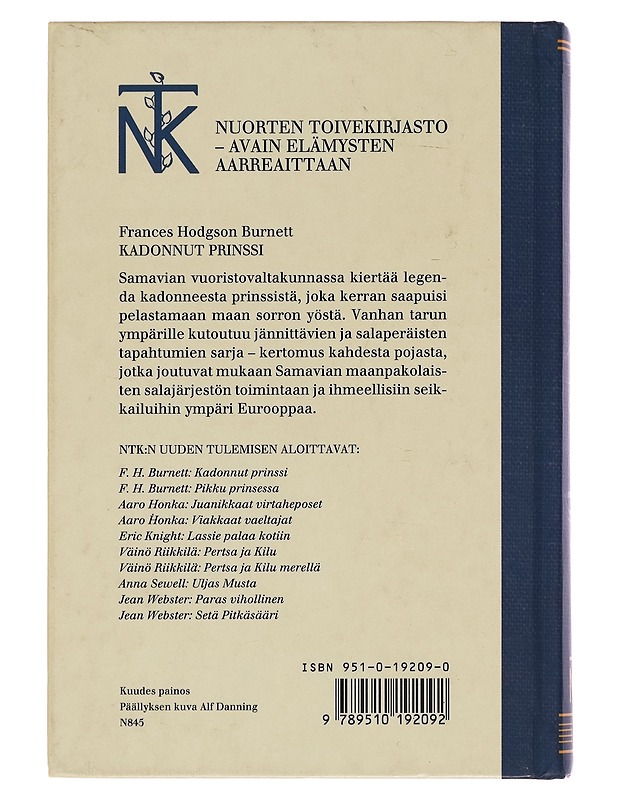 NTK
NUORTEN TOIVEKIRJASTO
– AVAIN ELÄMYSTEN
AARREAITTAAN
Frances Hodgson Burnett
KADONNUT PRINSSI
Samavian vuoristovaltakunnassa kiertää legen-
da kadonneesta prinssistä, joka kerran saapuisi
pelastamaan maan sorron yöstä. Vanhan tarun
ympärille kutoutuu jännittävien ja salaperäisten
tapahtumien sarja – kertomus kahdesta pojasta,
jotka joutuvat mukaan Samavian maanpakolais-
ten salajärjestön toimintaan ja ihmeellisiin seik-
kailuihin ympäri Eurooppaa.
NTK:N UUDEN TULEMISEN ALOITTAVAT:
F. H. Burnett: Kadonnut prinssi
F. H. Burnett: Pikku prinsessa
Aaro Honka: Juanikkaat virtaheposet
Aaro Honka: Viakkaat vaeltajat
Eric Knight: Lassie palaa kotiin
Väinö Riikkilä: Pertsa ja Kilu
Väinö Riikkilä: Pertsa ja Kilu merellä
Anna Sewell: Uljas Musta
Jean Webster: Paras vihollinen
Jean Webster: Setä Pitkäsääri
ISBN 951-0-19209-0
Kuudes painos
Päällyksen kuva Alf Danning
N845
9 789510 192092